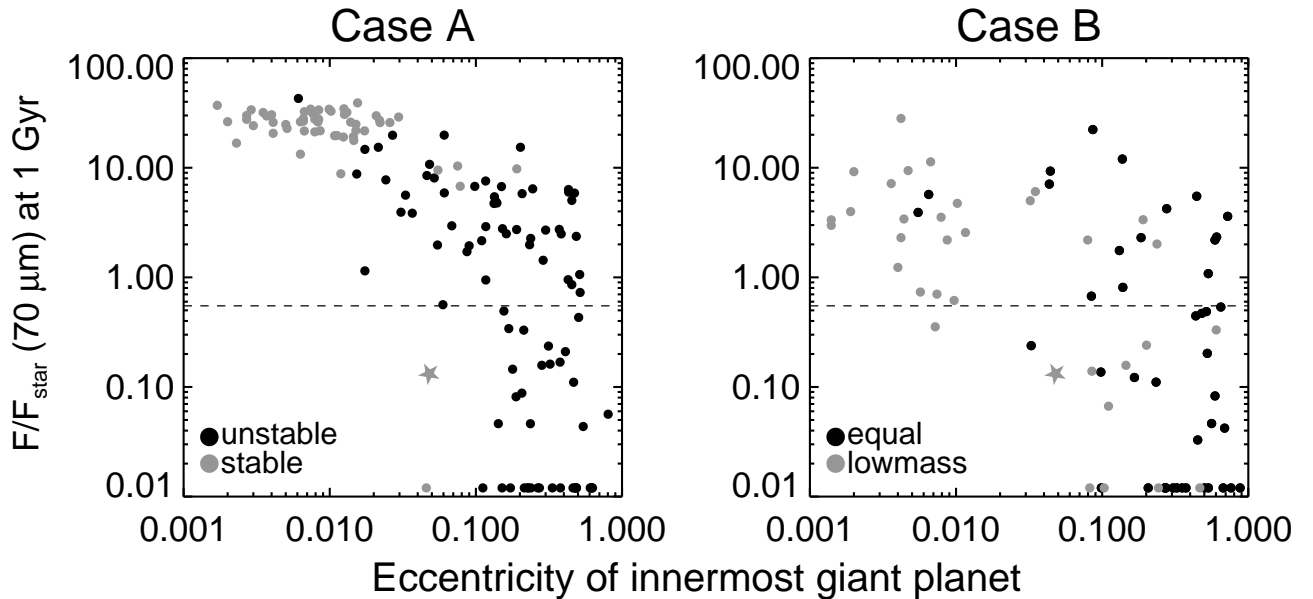 Case A
Case B
F/F_star (70 μm) at 1 Gyr
100.00
10.00
1.00
0.10
0.01
unstable
stable
0.001
0.010
0.100
1.000
100.00
10.00
1.00
0.10
0.01
equal
lowmass
0.001
0.010
0.100
1.000
Eccentricity of innermost giant planet